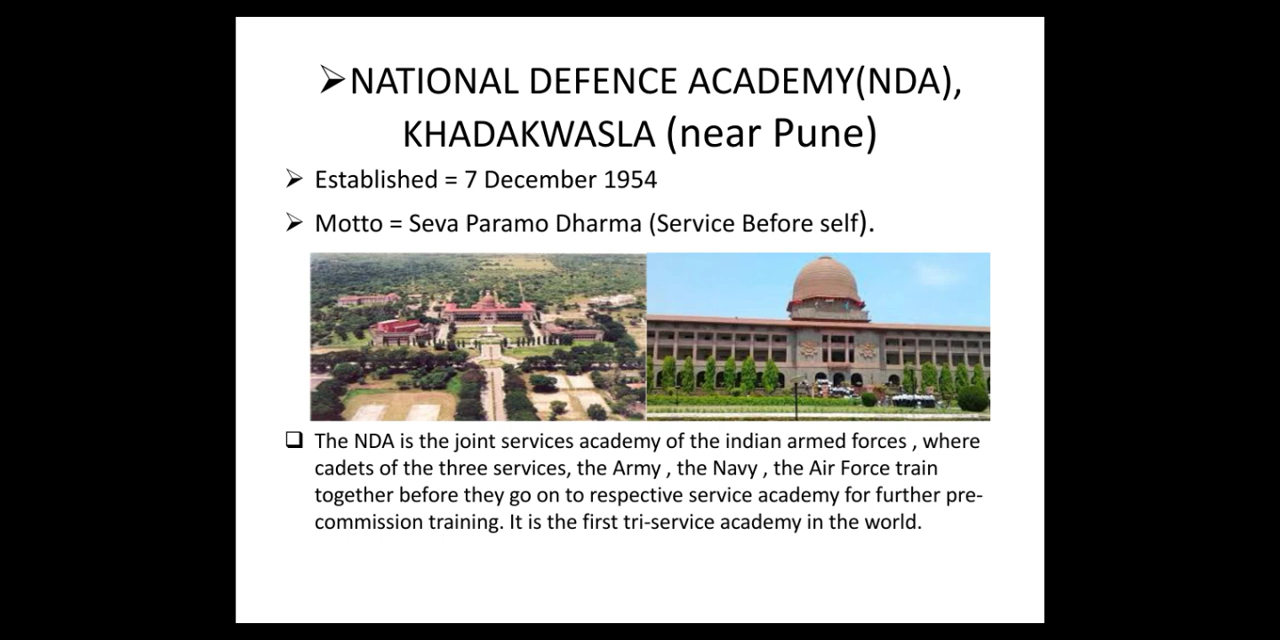 ➢NATIONAL DEFENCE ACADEMY(NDA),
KHADAKWASLA (near Pune)
➢ Established = 7 December 1954
➢ Motto = Seva Paramo Dharma (Service Before self).
❑ The NDA is the joint services academy of the indian armed forces , where
cadets of the three services, the Army , the Navy , the Air Force train
together before they go on to respective service academy for further pre-
commission training. It is the first tri-service academy in the world.